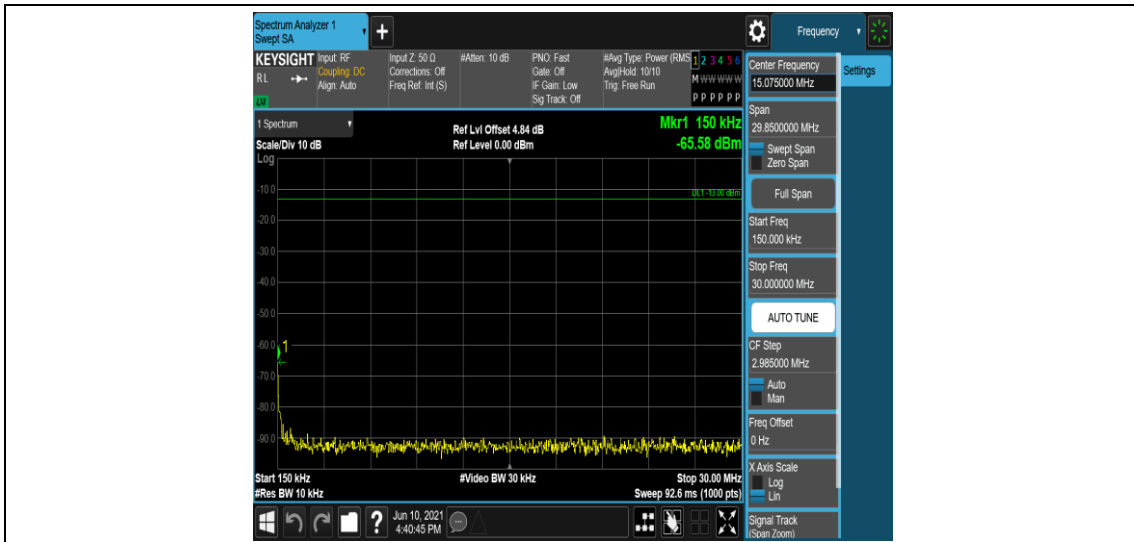 Spectrum Analyzer 1
Swept SA
Frequency
KEYSIGHT Input: RF Input Z: 50 Ω #Atten: 10 dB PNO: Fast #Avg Type: Power (RMS 1 2 3 4 5 6
RL Coupling: DC Corrections: Off Gate: Off Avg|Hold: 10/10 M W W W W W
Align: Auto Freq Ref: Int (S) IF Gain: Low Trig: Free Run
Sig Track: Off P P P P P P
LXI
1 Spectrum Ref Lvl Offset 4.84 dB Mkr1 150 kHz
Scale/Div 10 dB Ref Level 0.00 dBm -65.58 dBm
Log
-10.0
DL1 -13.00 dBm
-20.0
-30.0
-40.0
-50.0
-60.0
1
-70.0
-80.0
-90.0
Start 150 kHz #Video BW 30 kHz Stop 30.00 MHz
#Res BW 10 kHz Sweep 92.6 ms (1000 pts)
? Jun 10, 2021
4:40:45 PM
Center Frequency
15.075000 MHz
Settings
Span
29.8500000 MHz
Swept Span
Zero Span
Full Span
Start Freq
150.000 kHz
Stop Freq
30.000000 MHz
AUTO TUNE
CF Step
2.985000 MHz
Auto
Man
Freq Offset
0 Hz
X Axis Scale
Log
Lin
Signal Track
(Span Zoom)